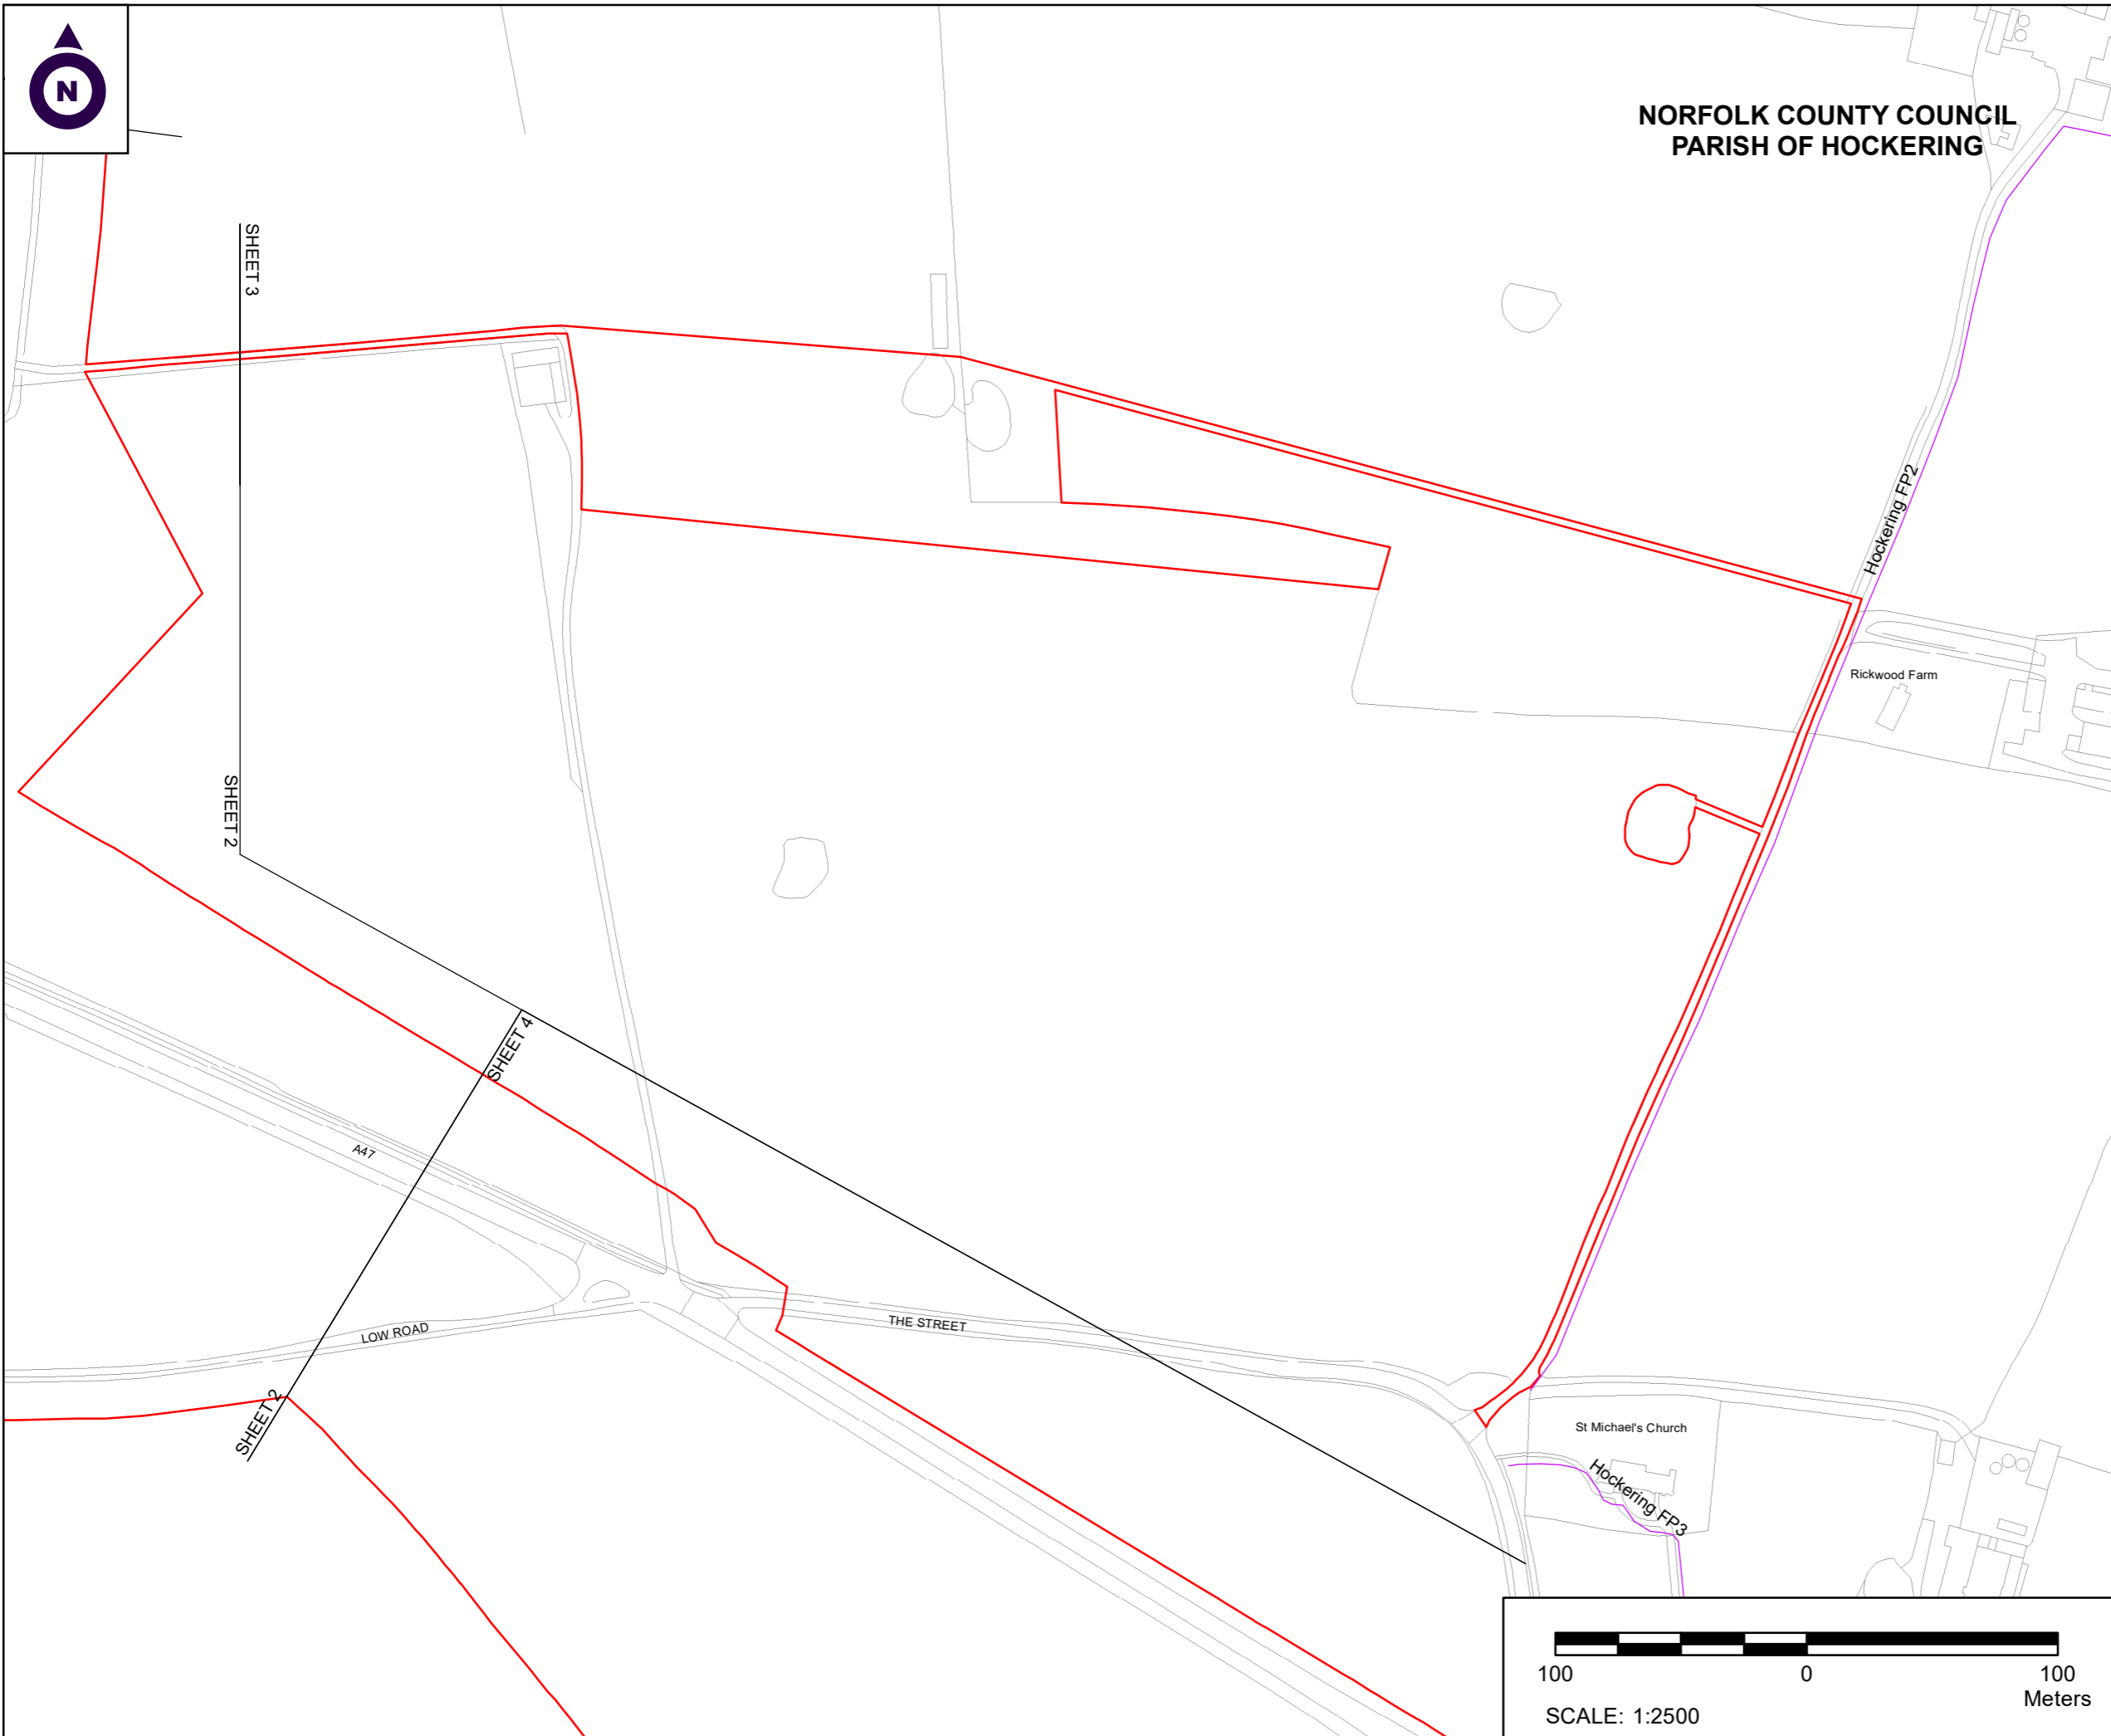 N
NORFOLK COUNTY COUNCIL
PARISH OF HOCKERING
SHEET 3
Hockering FP2
Rickwood Farm
SHEET 2
SHEET 4
A47
THE STREET
LOW ROAD
SHEET 2
St Michael's Church
Hockering FP3
100 0 100
Meters
SCALE: 1:2500